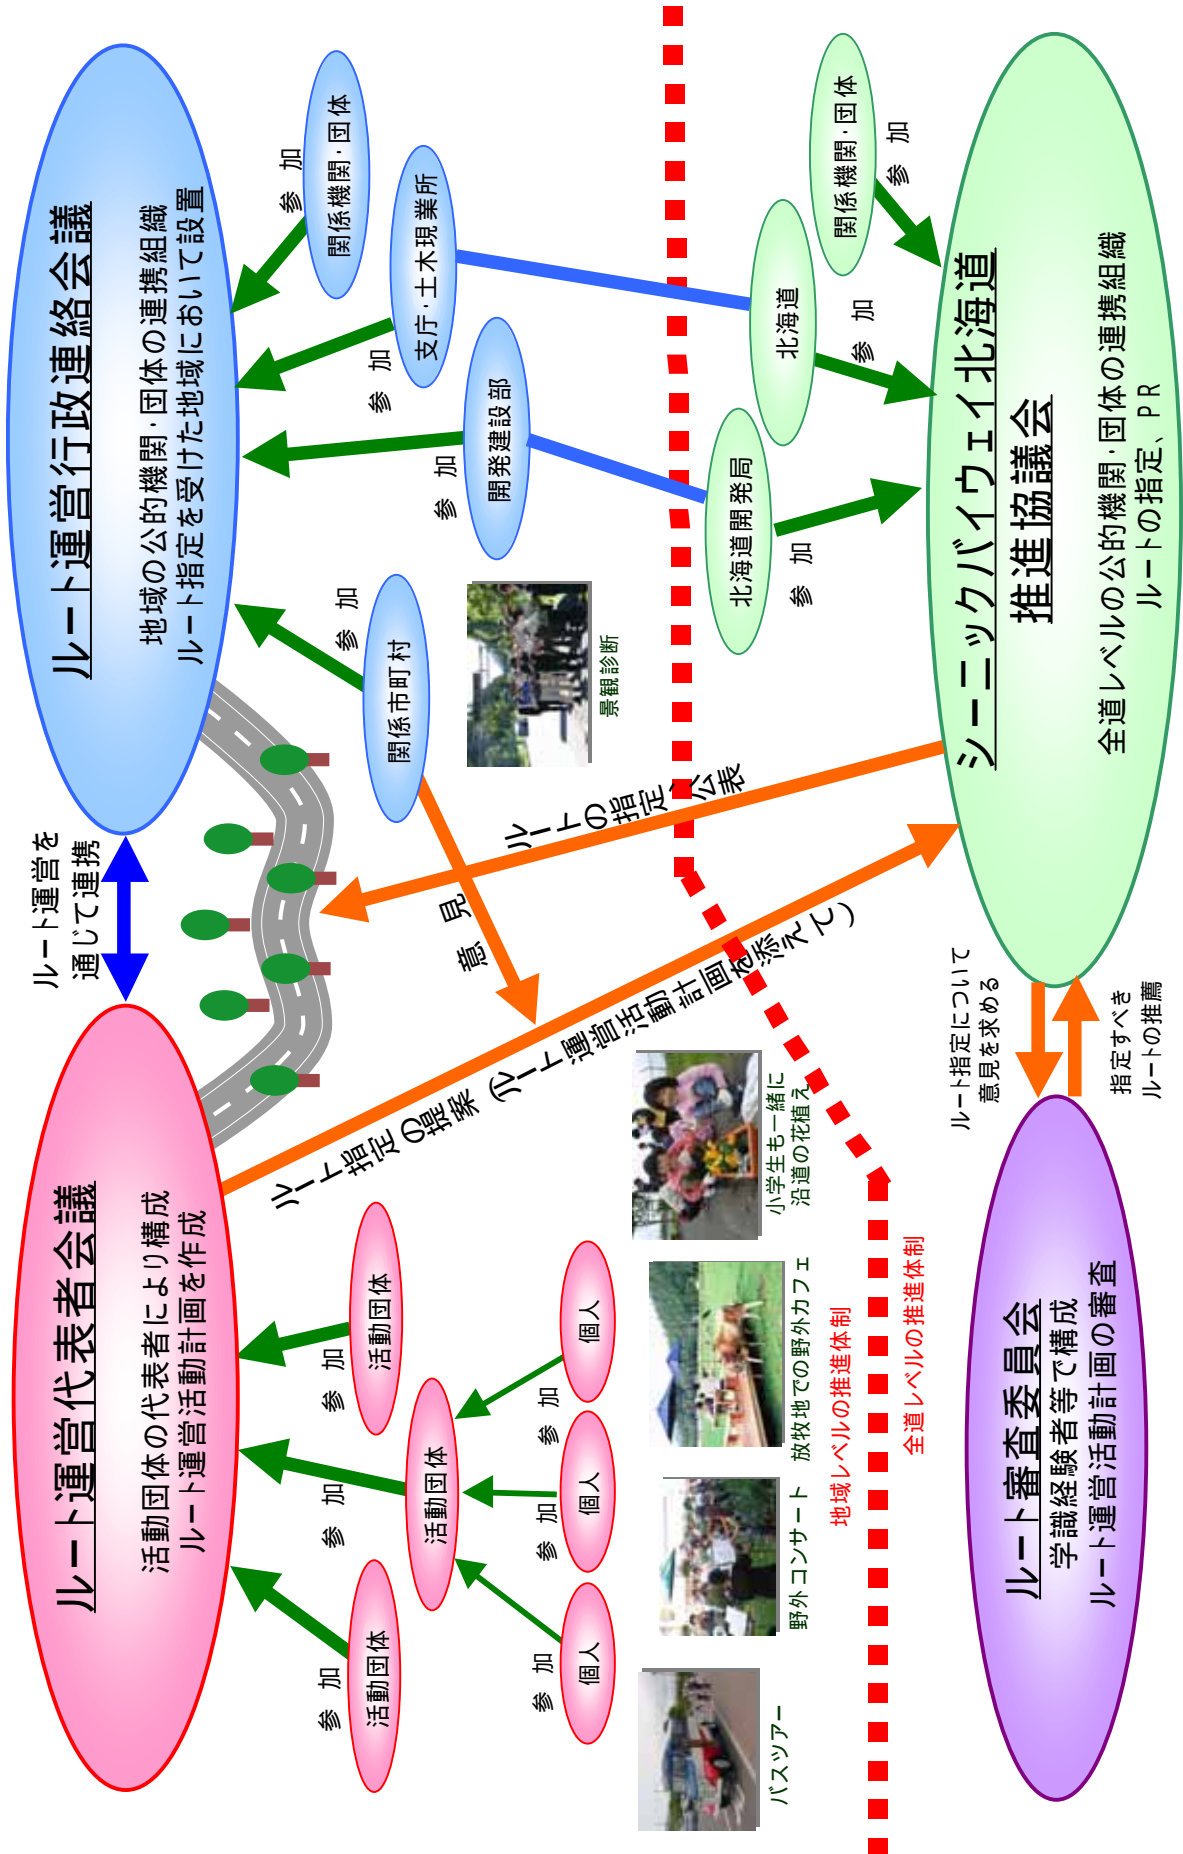 ルート運営代表者会議
活動団体の代表者により構成
ルート運営活動計画を作成
ルート運営を
通じて連携
ルート運営行政連絡会議
地域の公的機関・団体の連携組織
ルート指定を受けた地域において設置
参加
活動団体
参加
活動団体
参加
活動団体
参加
個人
参加
個人
参加
個人
参加
関係市町村
参加
開発建設部
参加
支庁・土木現業所
参加
関係機関・団体
意見
ルート指定の提案（ルート運営活動計画を添えて）
ルートの指定、公表
景観診断
バスツアー
野外コンサート
放牧地での野外カフェ
小学生も一緒に
沿道の花植え
地域レベルの推進体制
全道レベルの推進体制
北海道開発局
参加
北海道
参加
関係機関・団体
参加
ルート審査委員会
学識経験者等で構成
ルート運営活動計画の審査
ルート指定について
意見を求める
指定すべき
ルートの推薦
シーニックバイウェイ北海道
推進協議会
全道レベルの公的機関・団体の連携組織
ルートの指定、PR